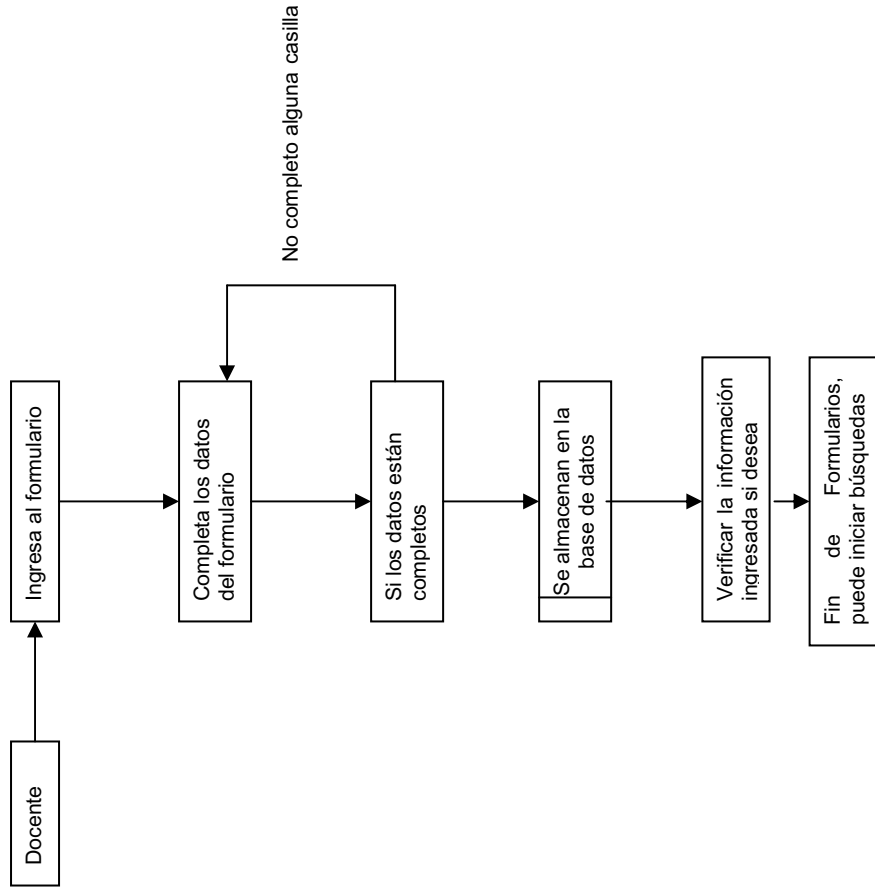 Docente
Ingresa al formulario
Completa los datos
del formulario
No completo alguna casilla
Si los datos están
completos
Se almacenan en la
base de datos
Verificar la información
ingresada si desea
Fin de Formularios,
puede iniciar búsquedas